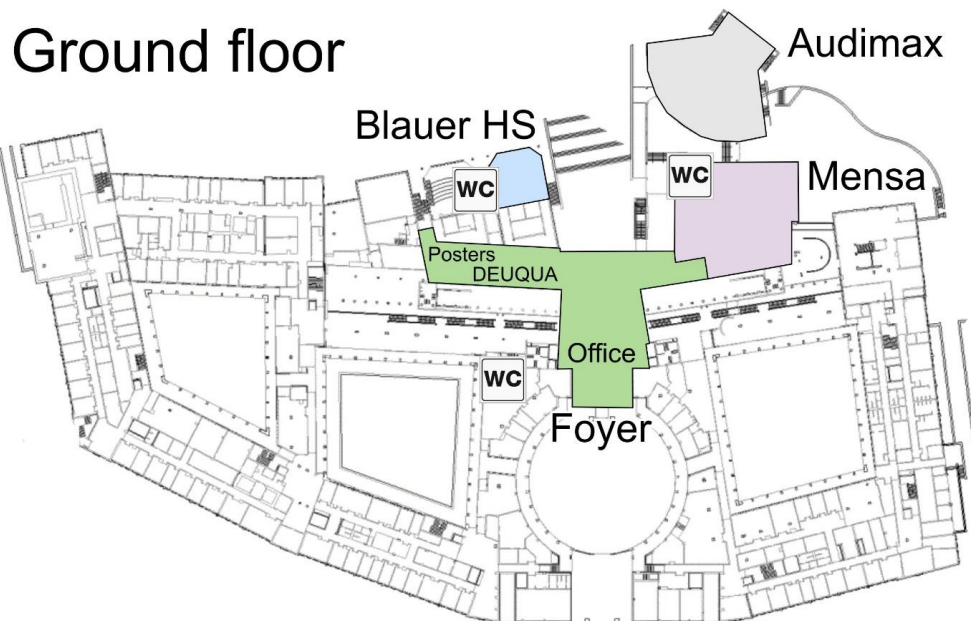 Ground floor
Audimax
Blauer HS
WC
WC
Mensa
Posters
DEUQUA
Office
WC
Foyer